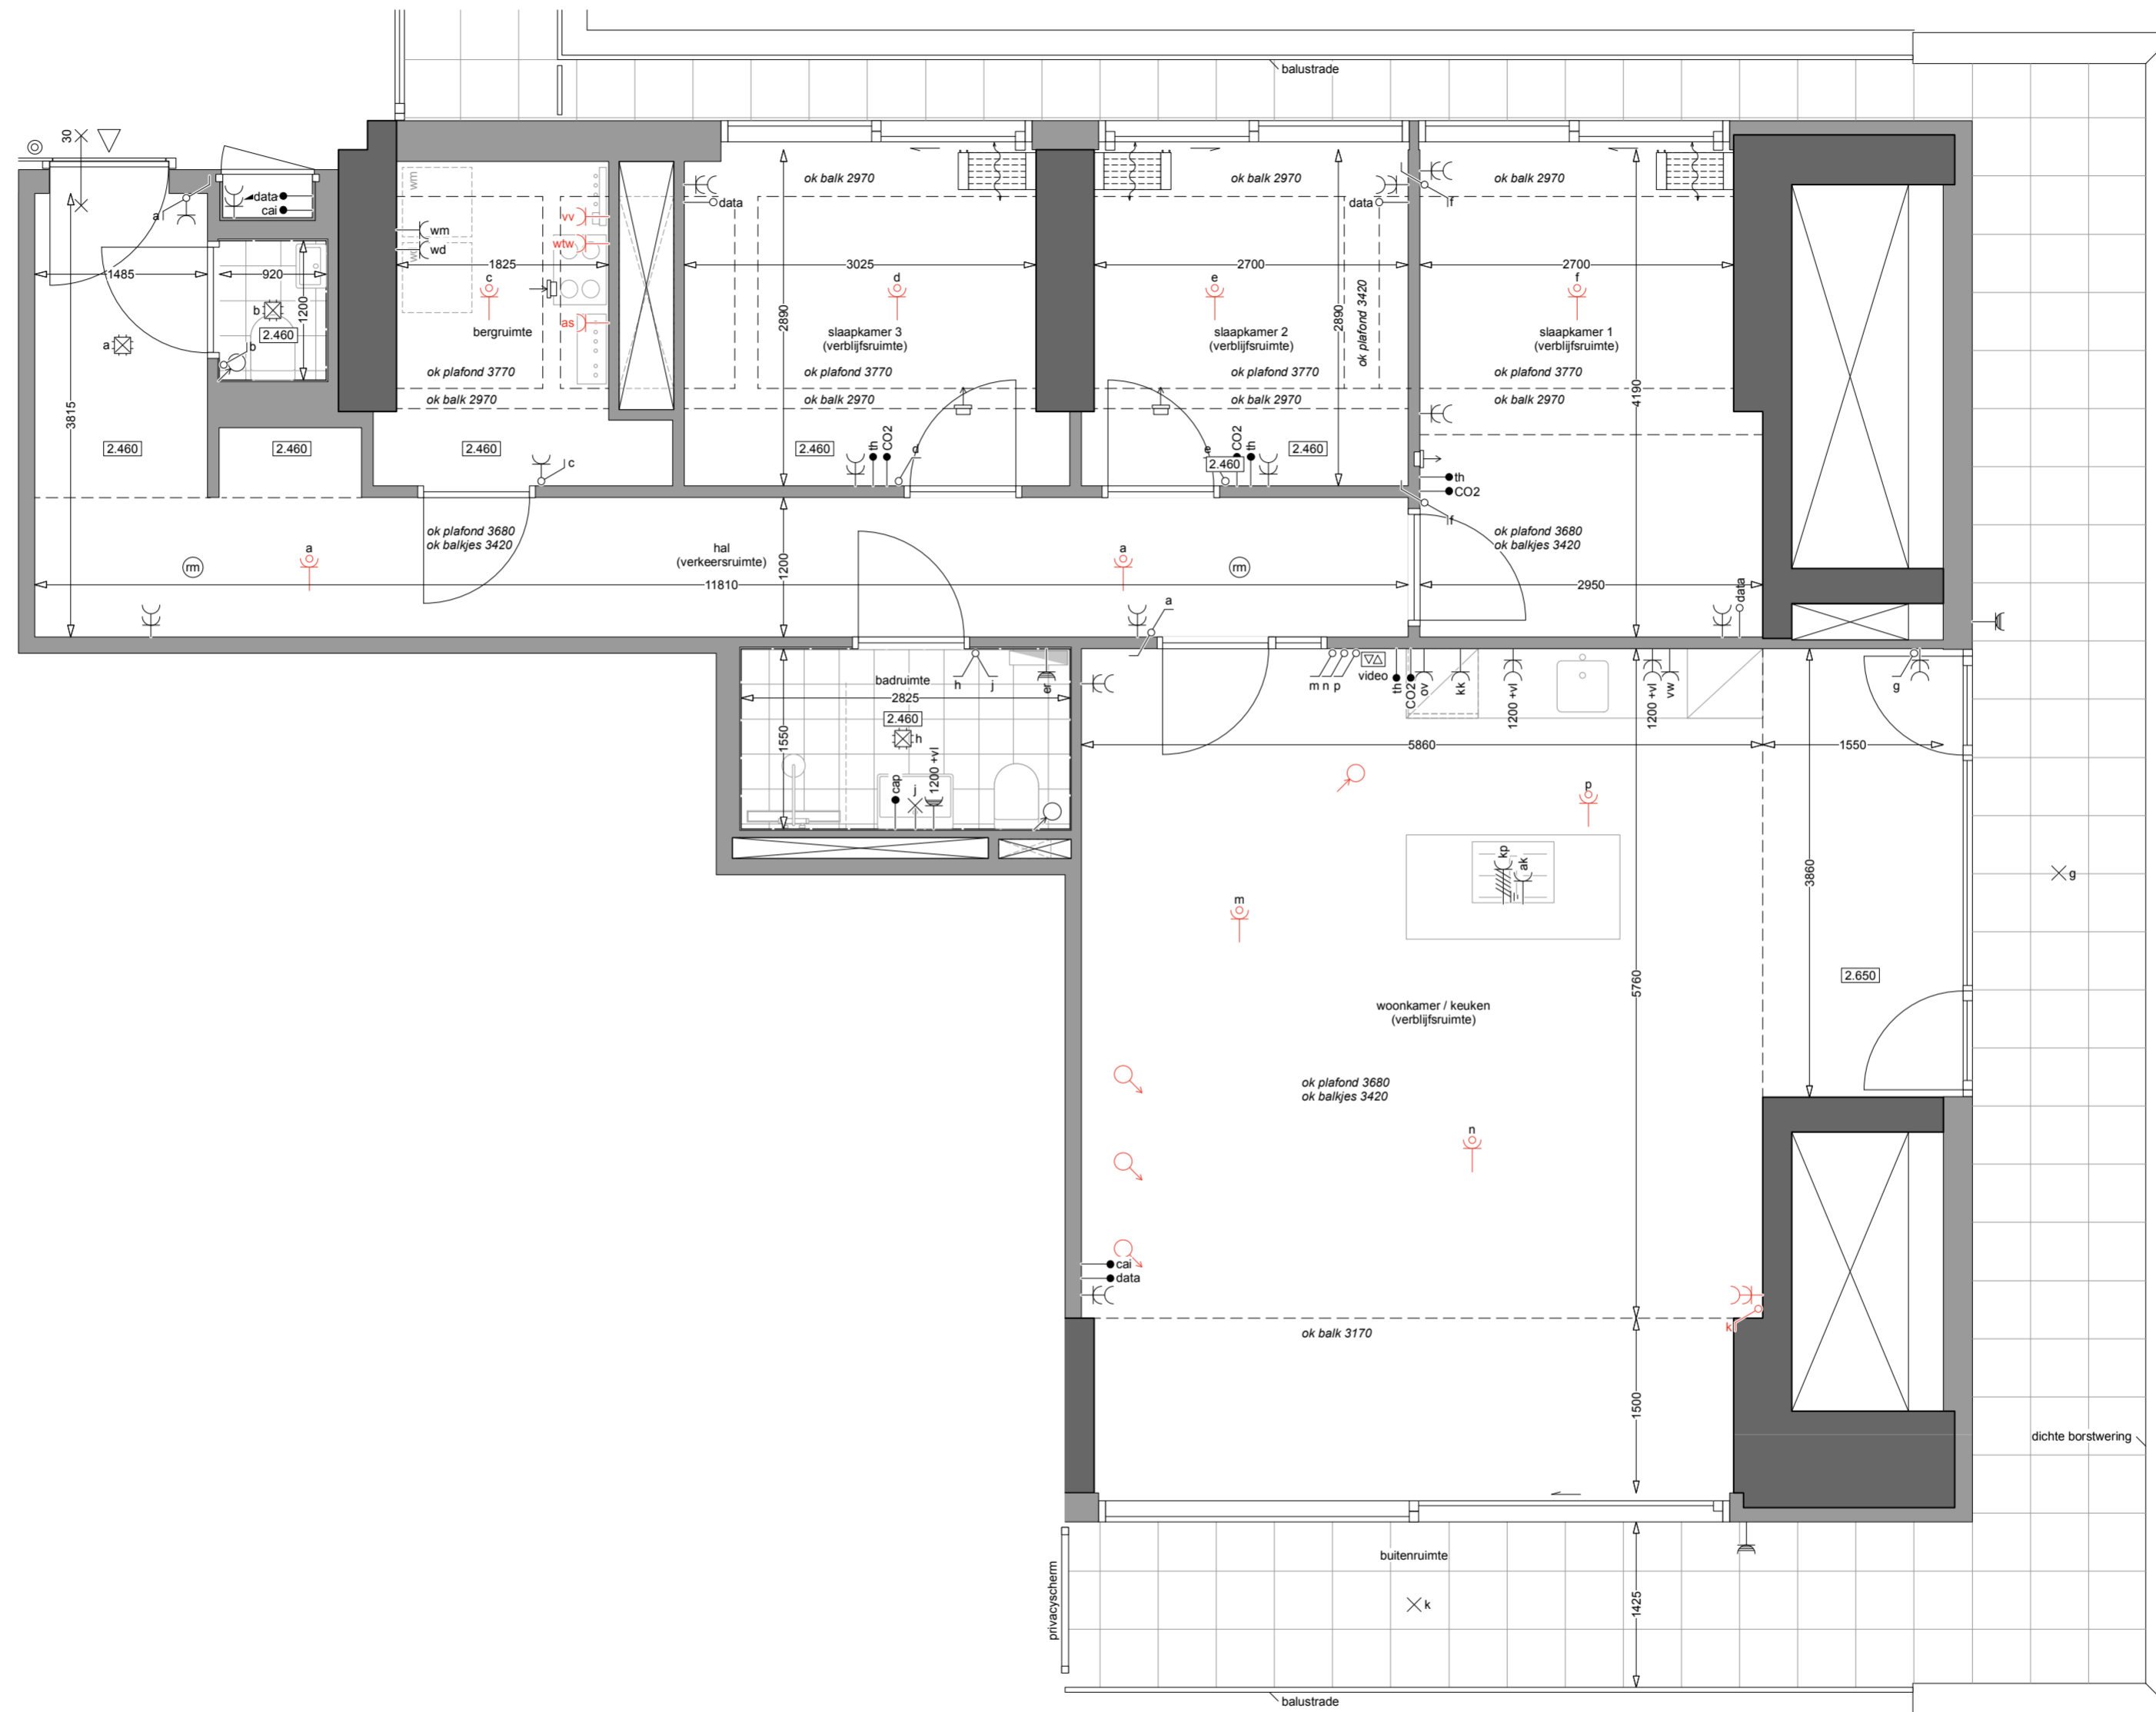 balustrade
30
a
data
cai
1485
920
1200
b
2.460
b
a
3815
2.460
2.460
wm
wd
wm
wd
vv
wtw
as
1825
c
bergruimte
ok plafond 3770
ok balk 2970
2.460
c
ok balk 2970
data
3025
d
2890
slaapkamer 3
(verblijfsruimte)
ok plafond 3770
ok balk 2970
2.460
th
CO2
d
ok balk 2970
data
2700
e
2890
ok plafond 3420
slaapkamer 2
(verblijfsruimte)
ok plafond 3770
ok balk 2970
e
CO2
th
2.460
2.460
f
ok balk 2970
2700
f
slaapkamer 1
(verblijfsruimte)
ok plafond 3770
ok balk 2970
4190
th
CO2
f
ok plafond 3680
ok balkjes 3420
2950
data
ok plafond 3680
ok balkjes 3420
a
rm
hal
(verkeersruimte)
1200
11810
a
rm
a
badruimte
h
j
er
2825
2.460
h
1550
cap
j
1200 +vl
m n p
video
th
CO2
ov
kk
1200 +vl
1200 +vl
vw
g
5860
1550
p
kp
ak
3860
g
m
2.650
5760
woonkamer / keuken
(verblijfsruimte)
ok plafond 3680
ok balkjes 3420
n
cai
data
k
ok balk 3170
1500
dichte borstwering
buitenruimte
privacyscherm
k
1425
balustrade